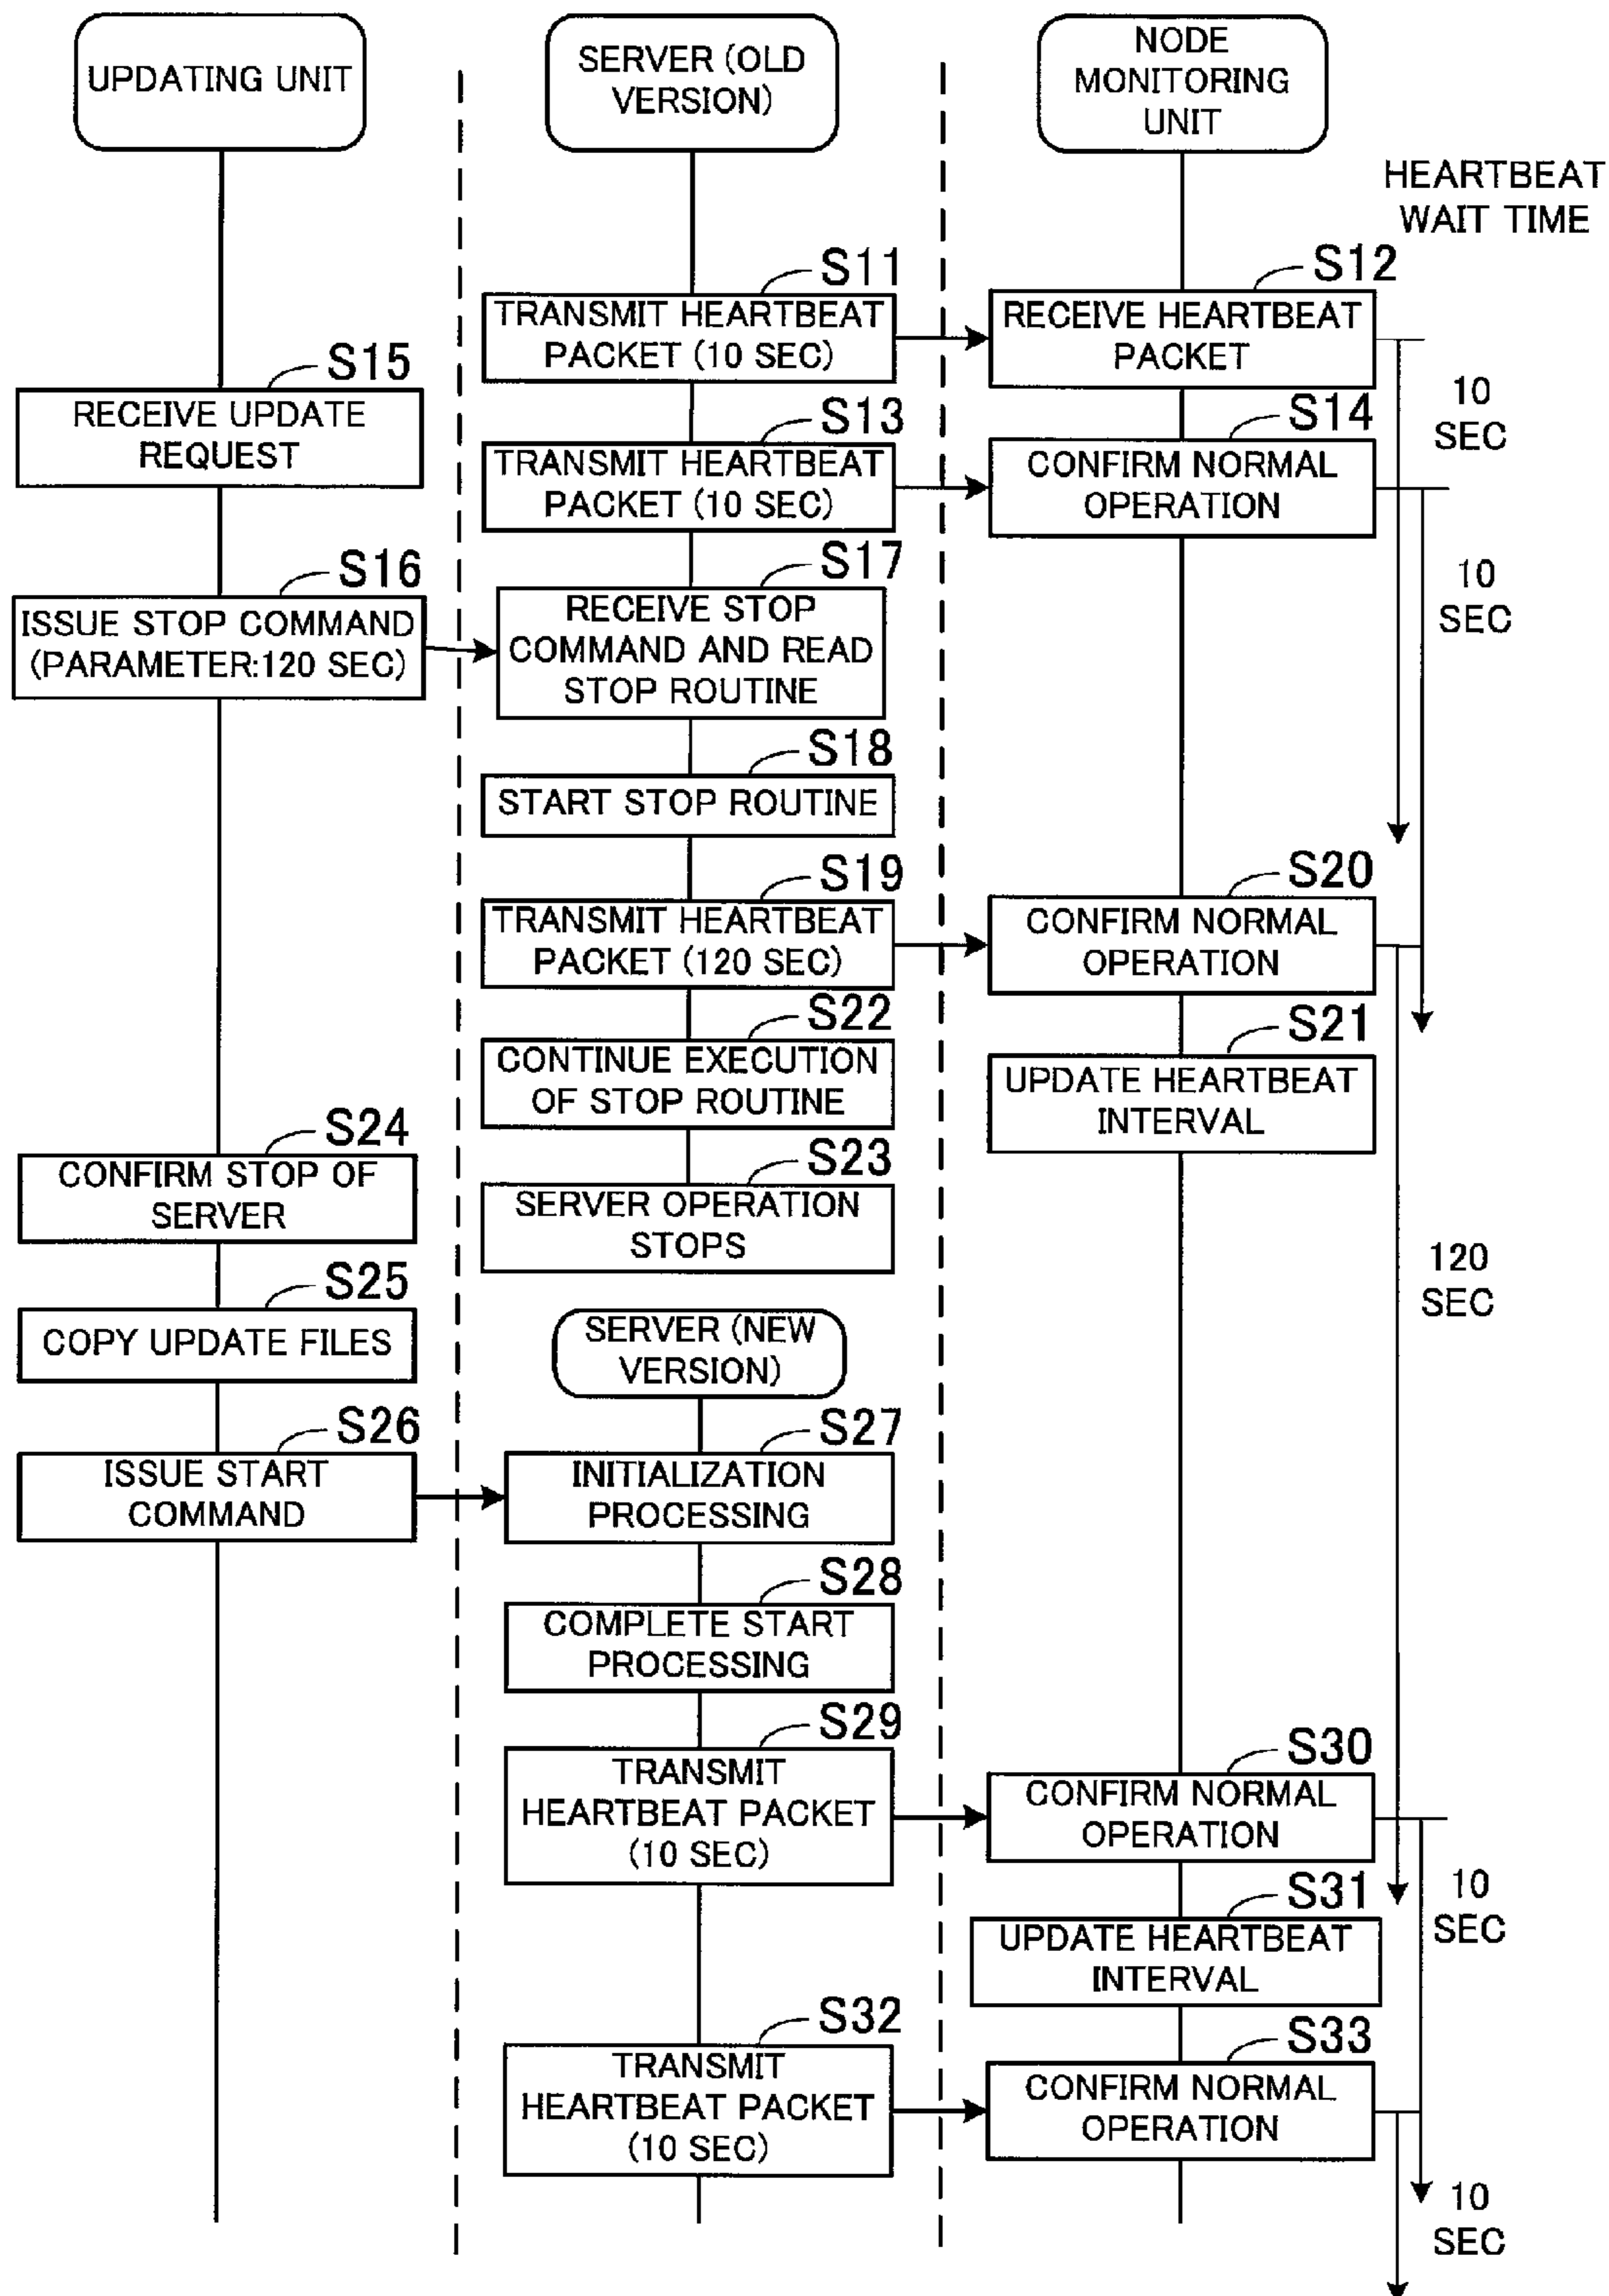 UPDATING UNIT
SERVER (OLD
VERSION)
NODE
MONITORING
UNIT
HEARTBEAT
WAIT TIME
S11
TRANSMIT HEARTBEAT
PACKET (10 SEC)
S12
RECEIVE HEARTBEAT
PACKET
10
SEC
S15
RECEIVE UPDATE
REQUEST
S13
TRANSMIT HEARTBEAT
PACKET (10 SEC)
S14
CONFIRM NORMAL
OPERATION
10
SEC
S16
ISSUE STOP COMMAND
(PARAMETER:120 SEC)
S17
RECEIVE STOP
COMMAND AND READ
STOP ROUTINE
S18
START STOP ROUTINE
S19
TRANSMIT HEARTBEAT
PACKET (120 SEC)
S20
CONFIRM NORMAL
OPERATION
S22
CONTINUE EXECUTION
OF STOP ROUTINE
S21
UPDATE HEARTBEAT
INTERVAL
S24
CONFIRM STOP OF
SERVER
S23
SERVER OPERATION
STOPS
120
SEC
S25
COPY UPDATE FILES
SERVER (NEW
VERSION)
S26
ISSUE START
COMMAND
S27
INITIALIZATION
PROCESSING
S28
COMPLETE START
PROCESSING
S29
TRANSMIT
HEARTBEAT PACKET
(10 SEC)
S30
CONFIRM NORMAL
OPERATION
S31
UPDATE HEARTBEAT
INTERVAL
10
SEC
S32
TRANSMIT
HEARTBEAT PACKET
(10 SEC)
S33
CONFIRM NORMAL
OPERATION
10
SEC